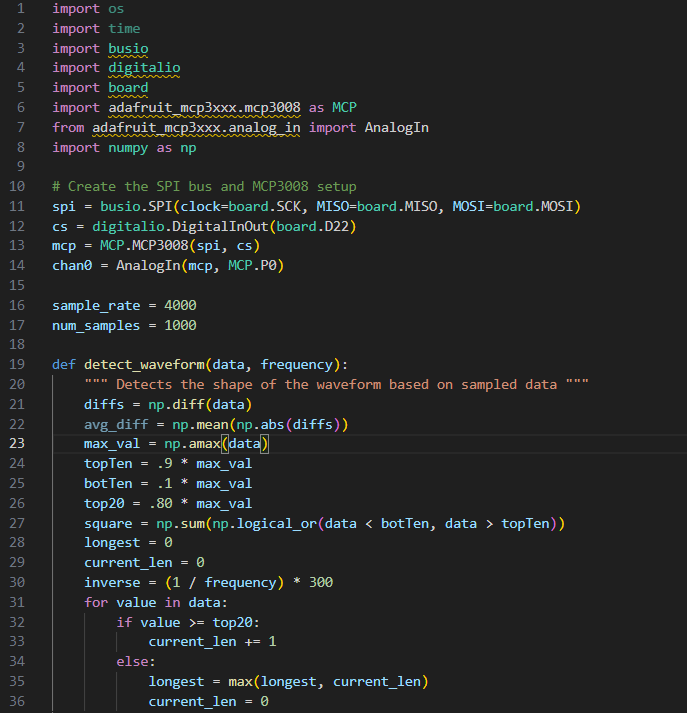 1 import os
2 import time
3 import busio
4 import digitalio
5 import board
6 import adafruit_mcp3xxx.mcp3008 as MCP
7 from adafruit_mcp3xxx.analog_in import AnalogIn
8 import numpy as np
9
10 # Create the SPI bus and MCP3008 setup
11 spi = busio.SPI(clock=board.SCK, MISO=board.MISO, MOSI=board.MOSI)
12 cs = digitalio.DigitalInOut(board.D22)
13 mcp = MCP.MCP3008(spi, cs)
14 chan0 = AnalogIn(mcp, MCP.P0)
15
16 sample_rate = 4000
17 num_samples = 1000
18
19 def detect_waveform(data, frequency):
20     """ Detects the shape of the waveform based on sampled data """
21     diffs = np.diff(data)
22     avg_diff = np.mean(np.abs(diffs))
23     max_val = np.amax(data)
24     topTen = .9 * max_val
25     botTen = .1 * max_val
26     top20 = .80 * max_val
27     square = np.sum(np.logical_or(data < botTen, data > topTen))
28     longest = 0
29     current_len = 0
30     inverse = (1 / frequency) * 300
31     for value in data:
32         if value >= top20:
33             current_len += 1
34         else:
35             longest = max(longest, current_len)
36             current_len = 0